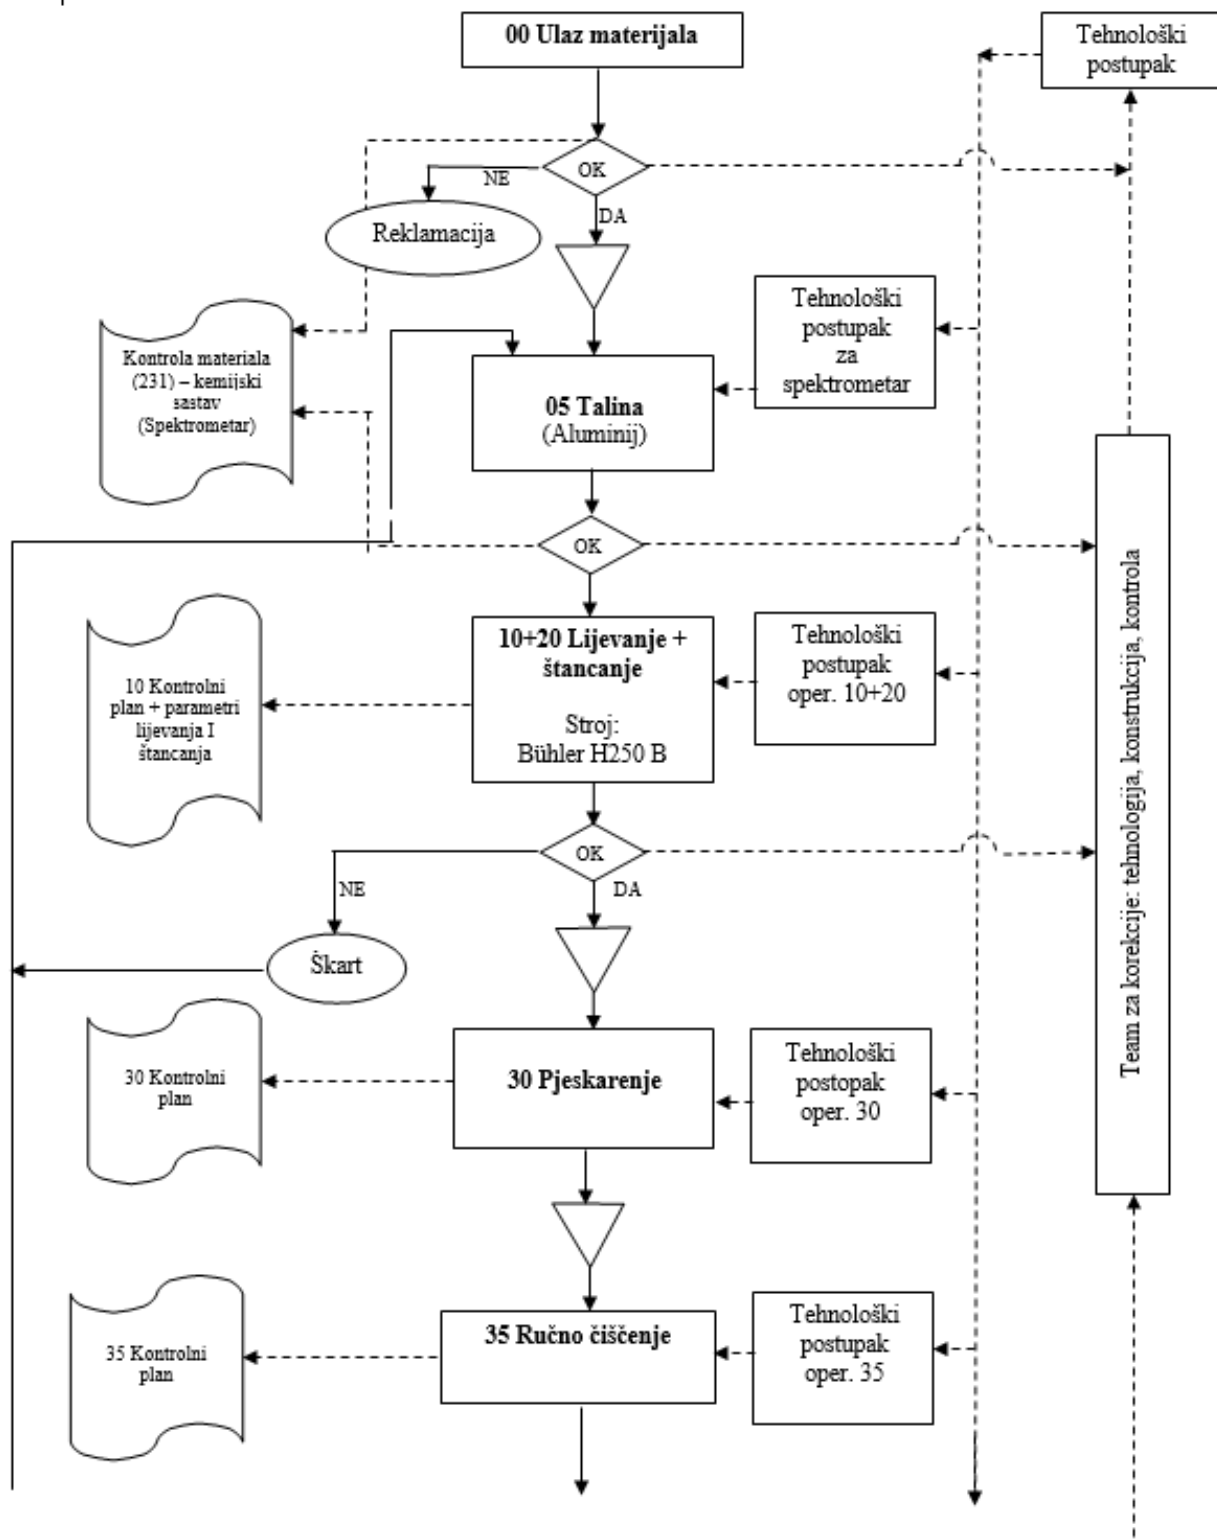 00 Ulaz materijala
Tehnološki
postupak
OK
NE
DA
Reklamacija
Tehnološki
postupak
za
spektrometar
Kontrola materiala
(231) – kemijski
sastav
(Spektrometar)
05 Talina
(Aluminij)
OK
10+20 Lijevanje +
štancanje
Stroj:
Bühler H250 B
Tehnološki
postupak
oper. 10+20
10 Kontrolni
plan + parametri
lijevanja I
štancanja
Team za korekcije: tehnologija, konstrukcija, kontrola
OK
NE
DA
Škart
30 Pjeskarenje
Tehnološki
postopak
oper. 30
30 Kontrolni
plan
35 Ručno čiščenje
Tehnološki
postupak
oper. 35
35 Kontrolni
plan